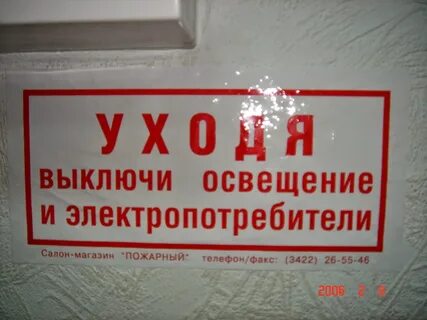 УХОДЯ
ВЫКЛЮЧИ ОСВЕЩЕНИЕ
И ЭЛЕКТРОПОТРЕБИТЕЛИ
Салон-магазин "ПОЖАРНЫЙ" телефон/факс: (3422) 26-55-46